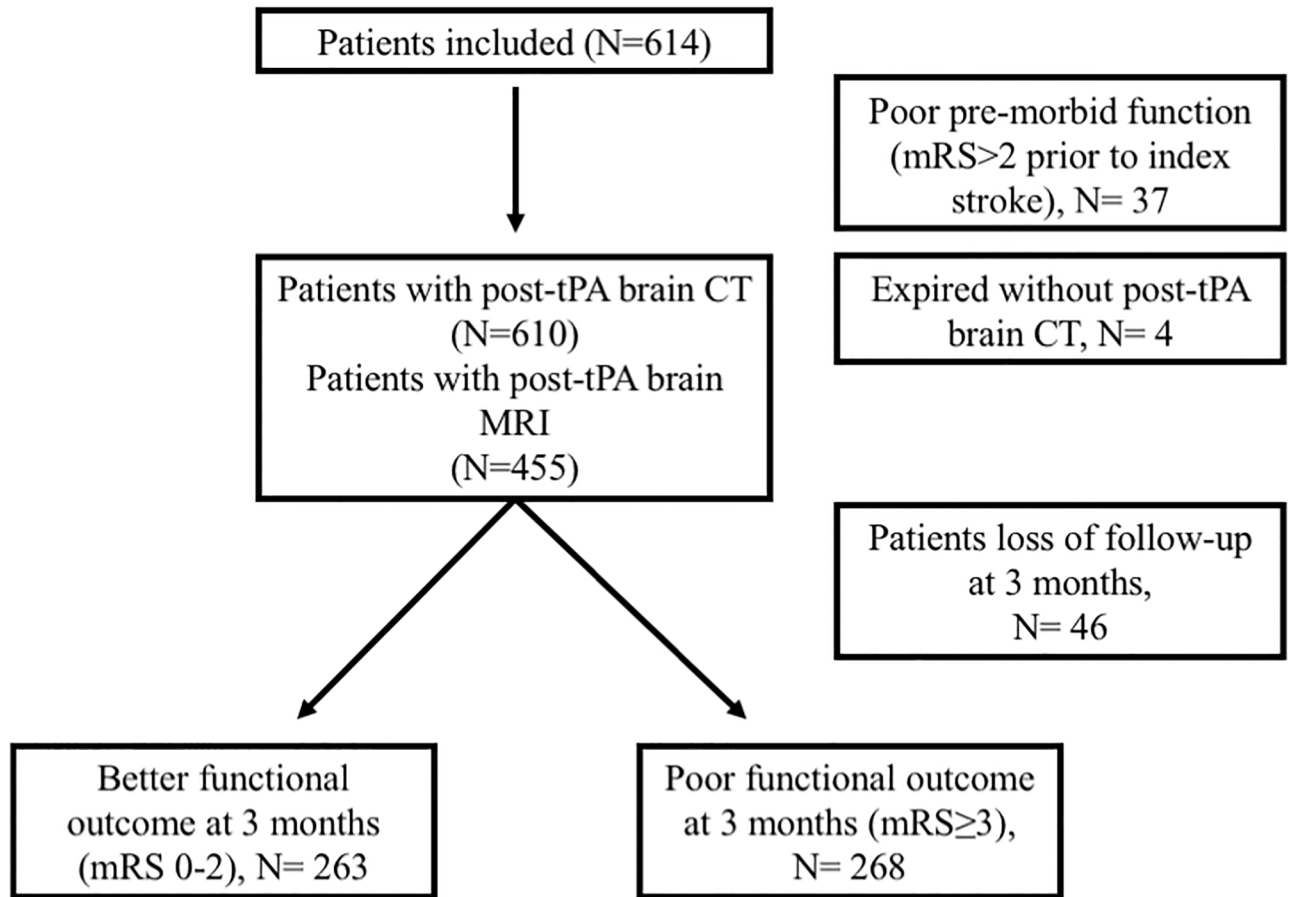 Patients included (N=614)
Poor pre-morbid function
(mRS>2 prior to index
stroke), N= 37
Patients with post-tPA brain CT
(N=610)
Patients with post-tPA brain
MRI
(N=455)
Expired without post-tPA
brain CT, N= 4
Patients loss of follow-up
at 3 months,
N= 46
Better functional
outcome at 3 months
(mRS 0-2), N= 263
Poor functional outcome
at 3 months (mRS≥3),
N= 268